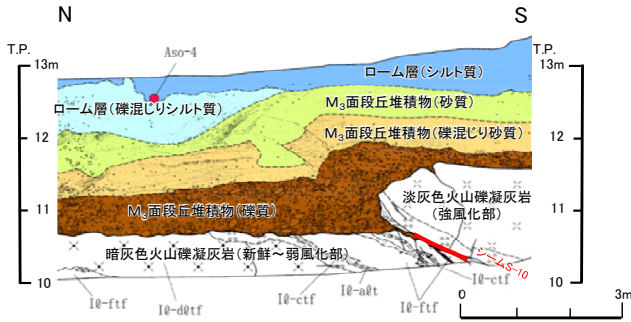 N
S
T.P.
T.P.
Aso-4
13m
13m
ローム層(シルト質)
ローム層(礫混じりシルト質)
M₃面段丘堆積物(砂質)
12
12
M₃面段丘堆積物(礫混じり砂質)
淡灰色火山礫凝灰岩
(強風化部)
11
11
M₃面段丘堆積物(礫質)
暗灰色火山礫凝灰岩(新鮮~弱風化部)
シームS-10
10
10
Iℓ-ftf
Iℓ-dℓtf
Iℓ-ctf
Iℓ-aℓt
Iℓ-ftf
Iℓ-ctf
0
3m